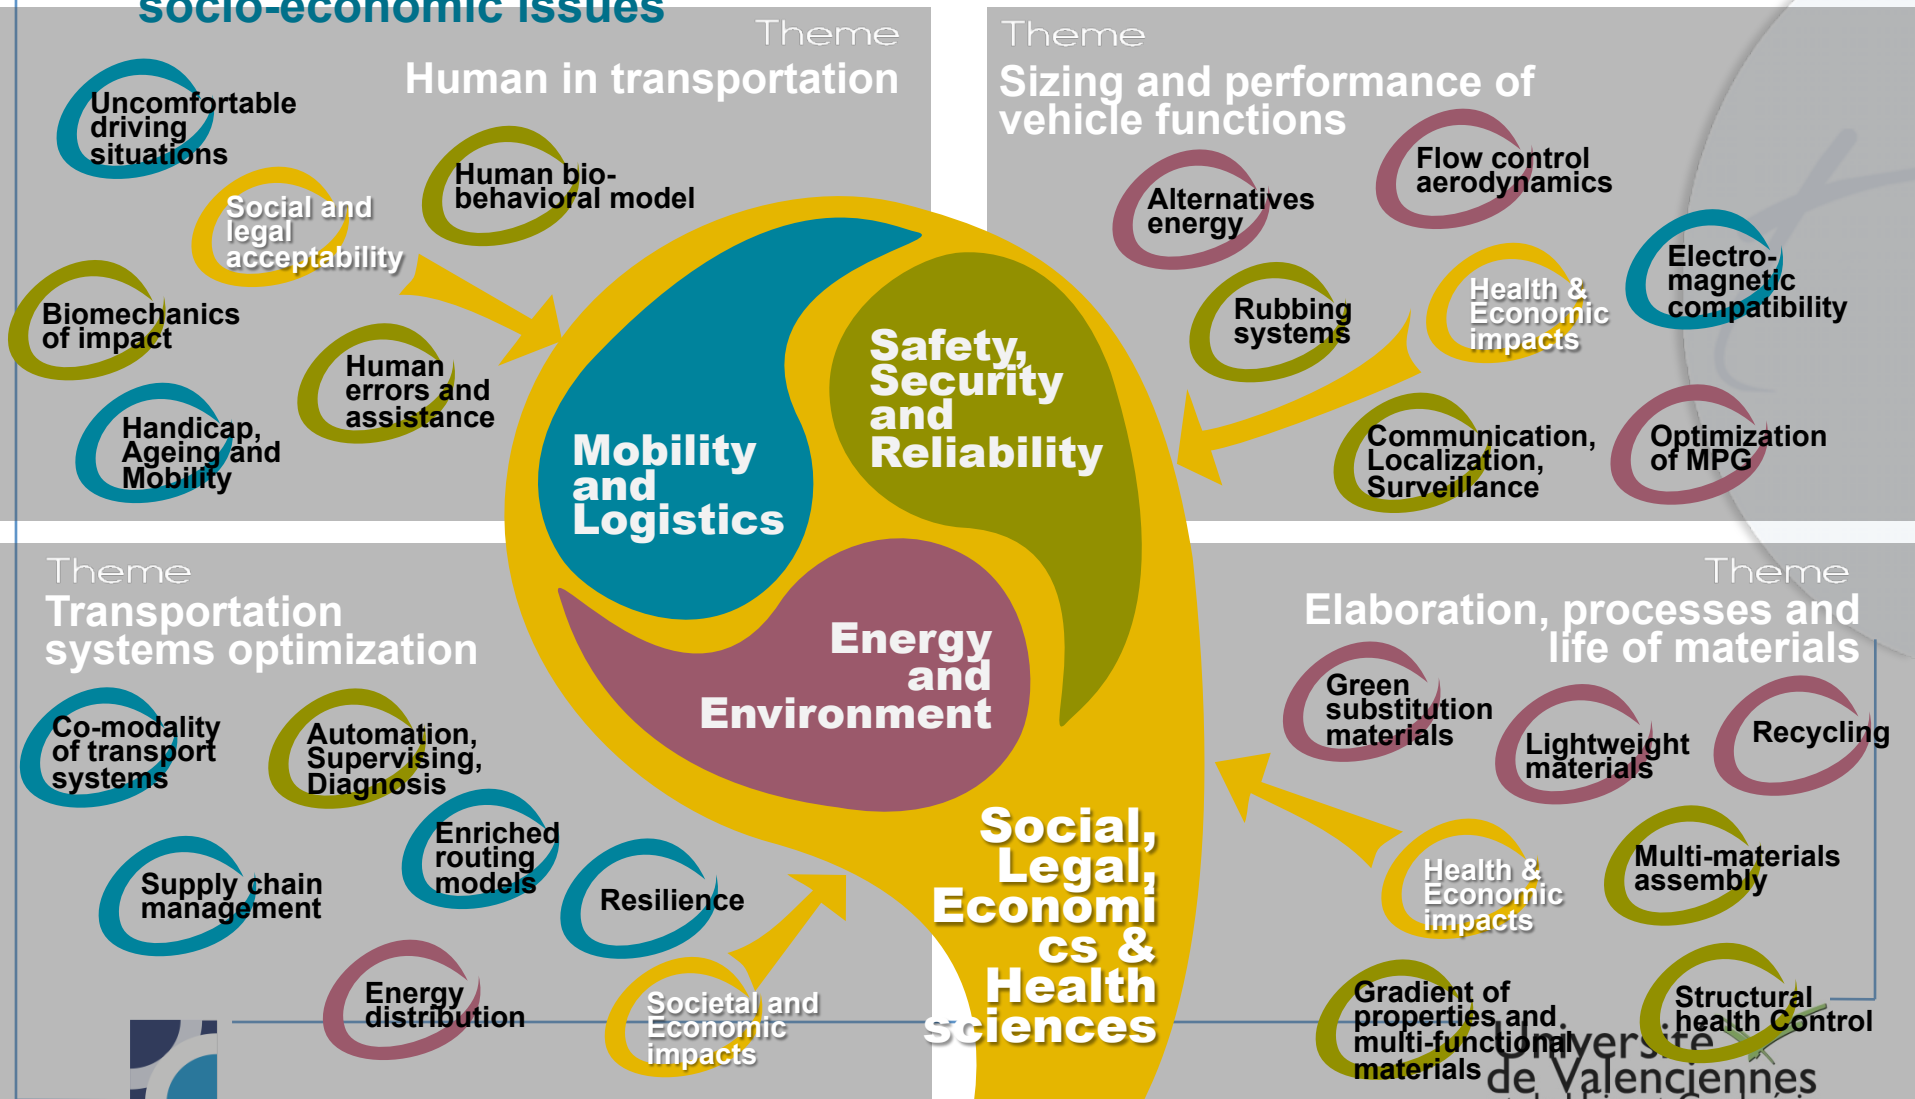 socio-economic issues
Theme
Human in transportation
Uncomfortable
driving
situations
Human bio-
behavioral model
Social and
legal
acceptability
Biomechanics
of impact
Human
errors and
assistance
Handicap,
Ageing and
Mobility
Theme
Sizing and performance of
vehicle functions
Flow control
aerodynamics
Alternatives
energy
Electro-
magnetic
compatibility
Health &
Economic
impacts
Rubbing
systems
Communication,
Localization,
Surveillance
Optimization
of MPG
Mobility
and
Logistics
Safety,
Security
and
Reliability
Energy
and
Environment
Social,
Legal,
Economi
cs &
Health
sciences
Theme
Transportation
systems optimization
Co-modality
of transport
systems
Automation,
Supervising,
Diagnosis
Enriched
routing
models
Supply chain
management
Resilience
Energy
distribution
Societal and
Economic
impacts
Theme
Elaboration, processes and
life of materials
Green
substitution
materials
Lightweight
materials
Recycling
Health &
Economic
impacts
Multi-materials
assembly
Gradient of
properties and
multi-functional
materials
Structural
health Control
Université
de Valenciennes